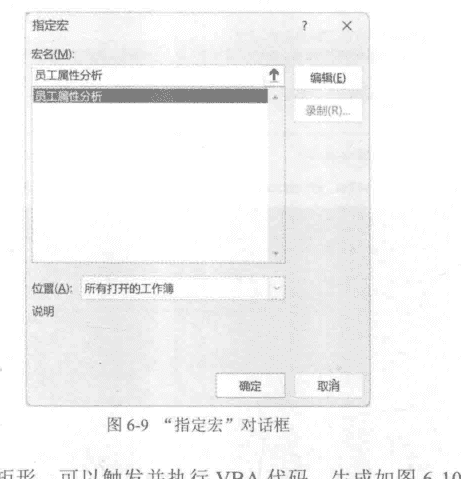 指定宏 ? ×
宏名(M):
员工属性分析
编辑(E)
员工属性分析
录制(R)...
位置(A): 所有打开的工作簿
说明
确定 取消
图 6-9 “指定宏”对话框
矩形，可以触发并执行 VBA 代码，生成如图 6-10